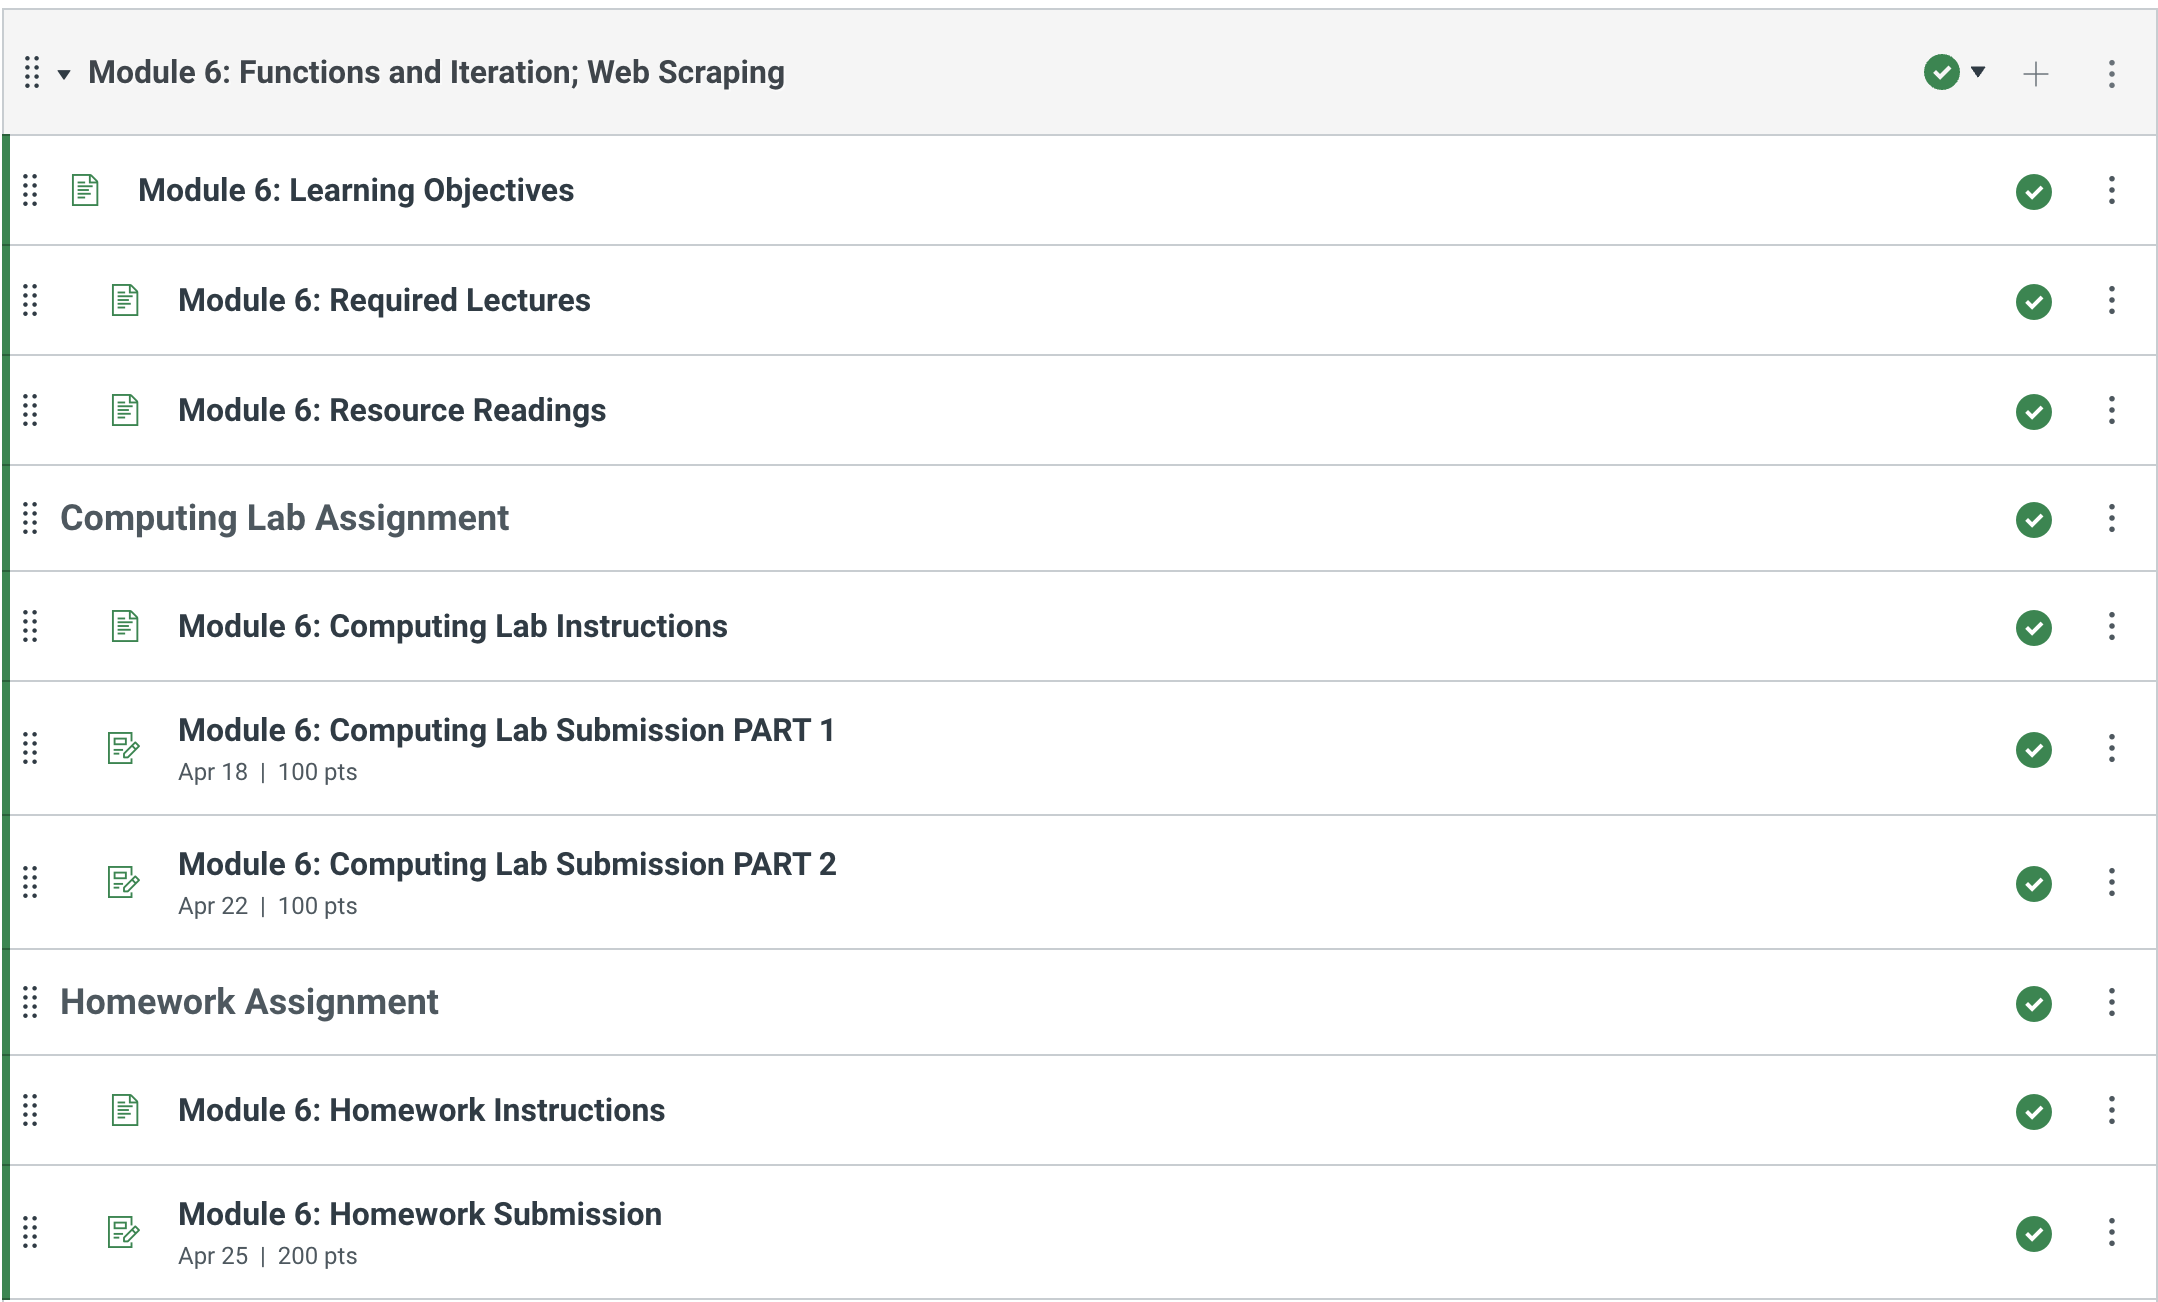 Module 6: Functions and Iteration; Web Scraping
Module 6: Learning Objectives
Module 6: Required Lectures
Module 6: Resource Readings
Computing Lab Assignment
Module 6: Computing Lab Instructions
Module 6: Computing Lab Submission PART 1
Apr 18 | 100 pts
Module 6: Computing Lab Submission PART 2
Apr 22 | 100 pts
Homework Assignment
Module 6: Homework Instructions
Module 6: Homework Submission
Apr 25 | 200 pts